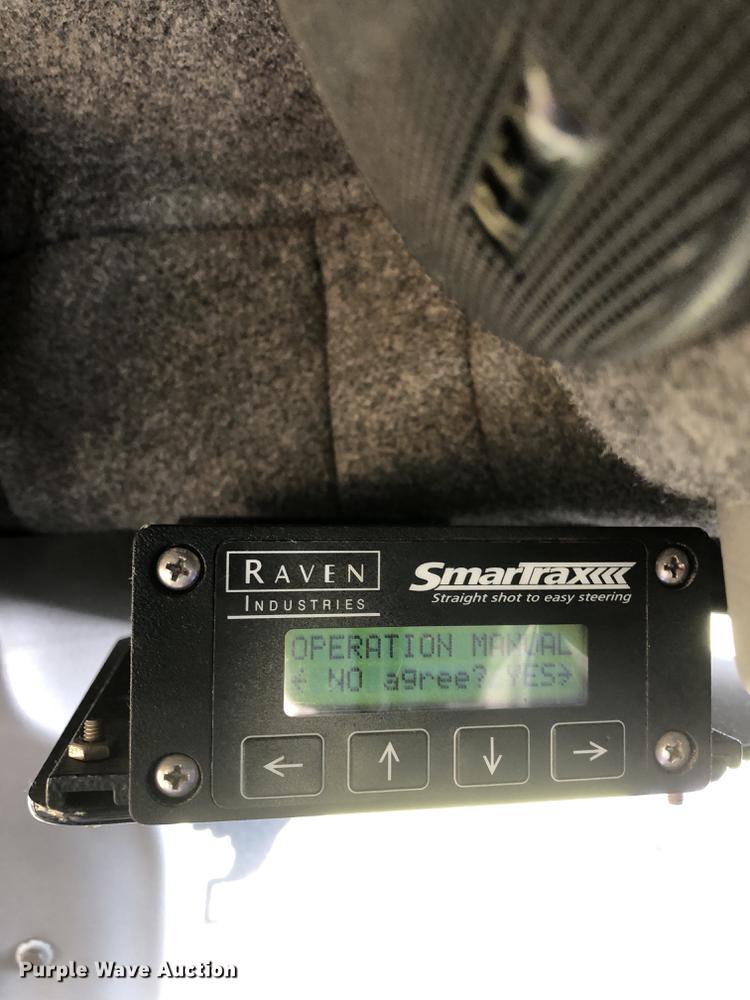 RAVEN
INDUSTRIES
SmarTrax
Straight shot to easy steering
OPERATION MANUAL
← NO agree? YES→
← ↑ ↓ →
Purple Wave Auction